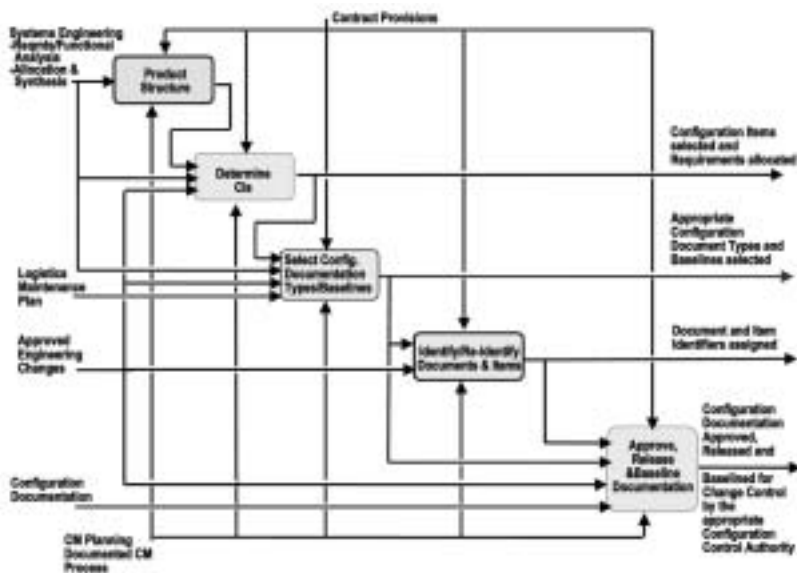 Contract Provisions
Systems Engineering
-Reqmts/Functional
Analysis
-Allocation &
Synthesis
Product
Structure
Determine
CIs
Configuration Items
selected and
Requirements allocated
Select Config.
Documentation
Types/Baselines
Appropriate
Configuration
Document Types and
Baselines selected
Logistics
Maintenance
Plan
Approved
Engineering
Changes
Identify/Re-Identify
Documents & Items
Document and Item
Identifiers assigned
Approve,
Release
&Baseline
Documentation
Configuration
Documentation
Approved,
Released and
Baselined for
Change Control
by the
appropriate
Configuration
Control Authority
Configuration
Documentation
CM Planning
Documented CM
Process